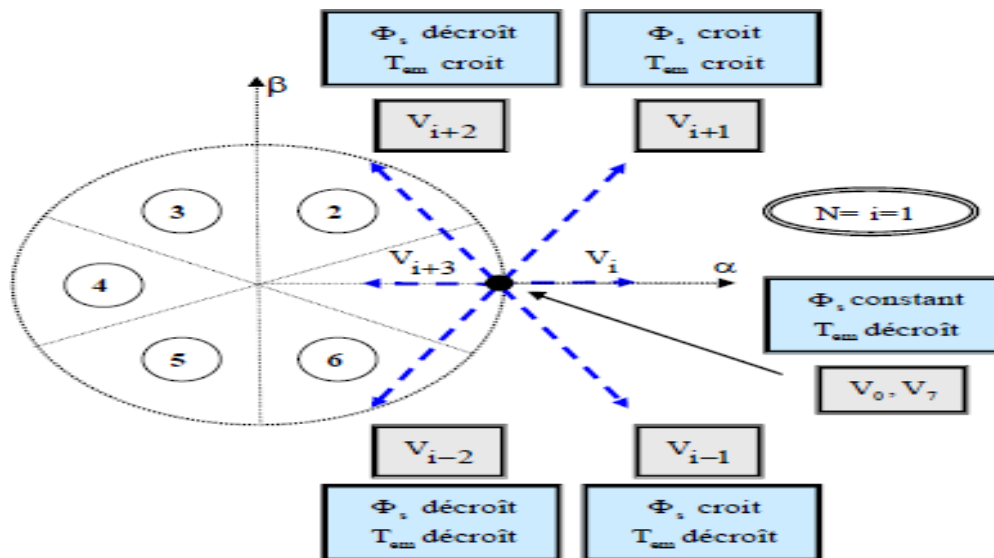 Φs décroît
Tem croit
Φs croit
Tem croit
Vi+2
Vi+1
β
3
2
N= i=1
4
Vi+3
Vi
α
5
6
Φs constant
Tem décroît
V0 , V7
Vi−2
Vi−1
Φs décroît
Tem décroît
Φs croit
Tem décroît